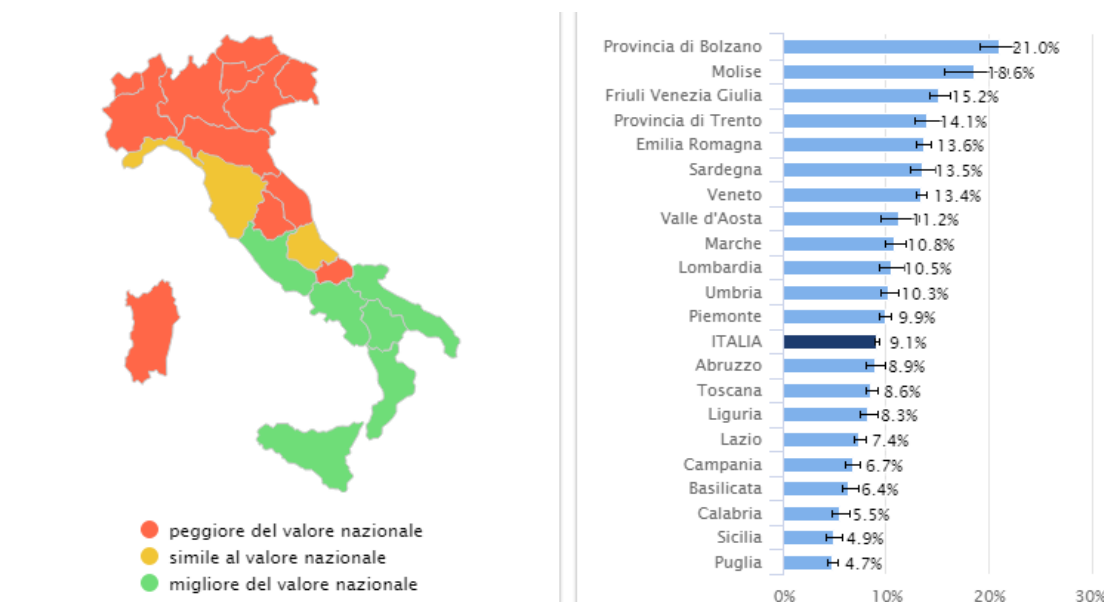 peggiore del valore nazionale
simile al valore nazionale
migliore del valore nazionale
Provincia di Bolzano 21.0%
Molise 18.6%
Friuli Venezia Giulia 15.2%
Provincia di Trento 14.1%
Emilia Romagna 13.6%
Sardegna 13.5%
Veneto 13.4%
Valle d'Aosta 11.2%
Marche 10.8%
Lombardia 10.5%
Umbria 10.3%
Piemonte 9.9%
ITALIA 9.1%
Abruzzo 8.9%
Toscana 8.6%
Liguria 8.3%
Lazio 7.4%
Campania 6.7%
Basilicata 6.4%
Calabria 5.5%
Sicilia 4.9%
Puglia 4.7%
0% 10% 20% 30%